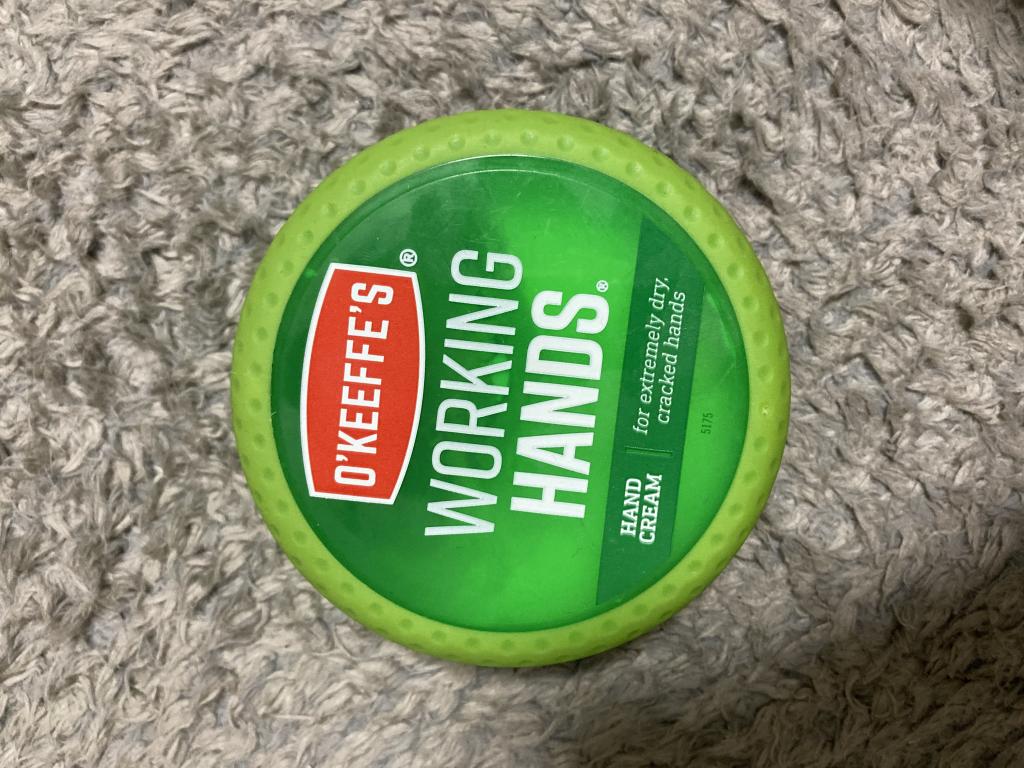 O'KEEFFE'S®
WORKING
HANDS®
HAND
CREAM
for extremely dry,
cracked hands
5175